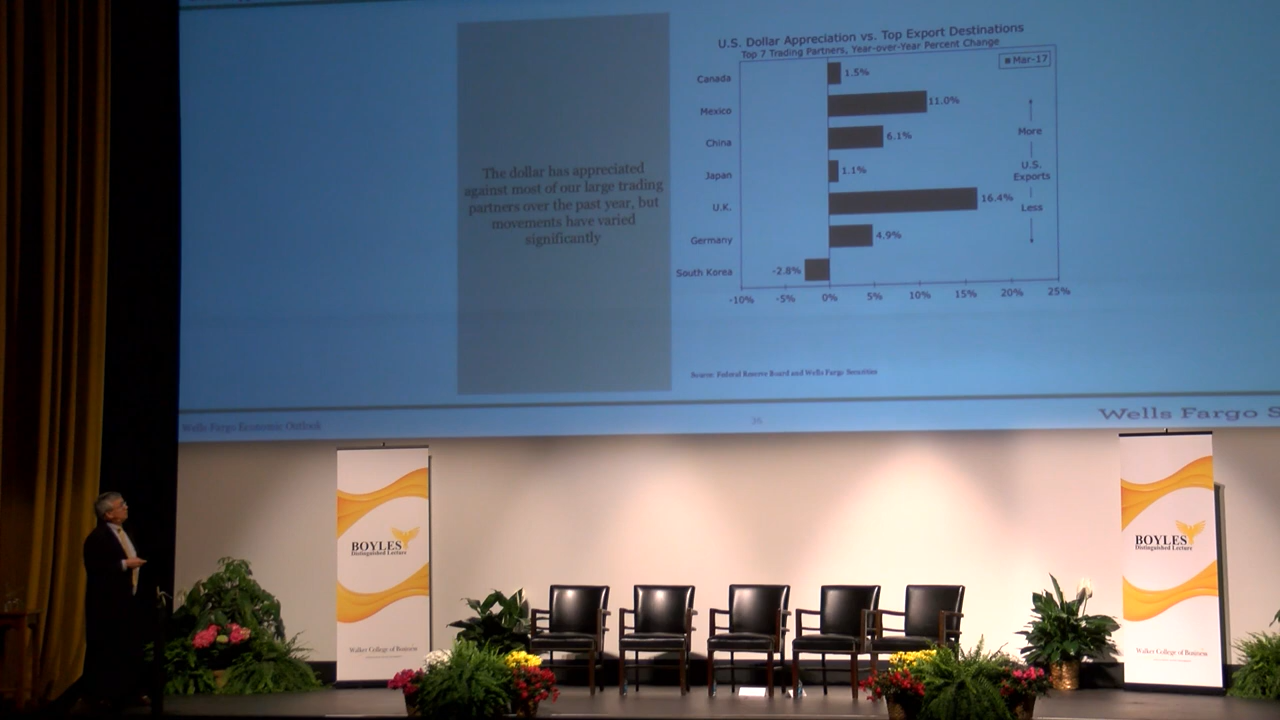 U.S. Dollar Appreciation vs. Top Export Destinations
Top 7 Trading Partners, Year-over-Year Percent Change
Mar-17
Canada
1.5%
Mexico
11.0%
China
6.1%
Japan
1.1%
U.K.
16.4%
Germany
4.9%
South Korea
-2.8%
More
U.S.
Exports
Less
-10% -5% 0% 5% 10% 15% 20% 25%
The dollar has appreciated
against most of our large trading
partners over the past year, but
movements have varied
significantly
Source: Federal Reserve Board and Wells Fargo Securities
Wells Fargo Economic Outlook
Wells Fargo S
BOYLES
Distinguished Lecture
Walker College of Business
BOYLES
Distinguished Lecture
Walker College of Business